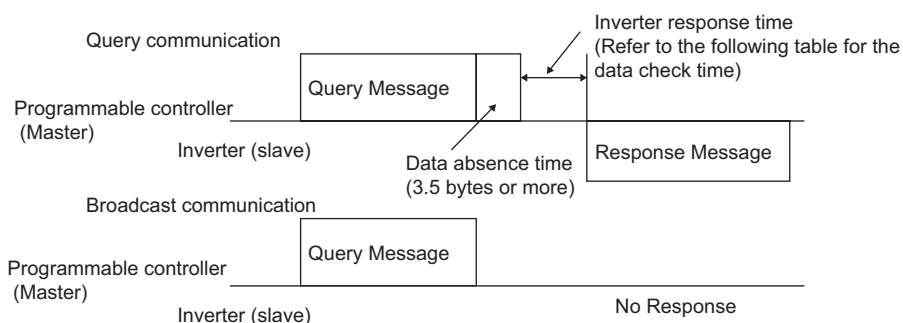 Query communication
Inverter response time
(Refer to the following table for the
data check time)
Query Message
Programmable controller
(Master)
Inverter (slave)
Data absence time
(3.5 bytes or more)
Response Message
Broadcast communication
Query Message
Programmable controller
(Master)
Inverter (slave)
No Response